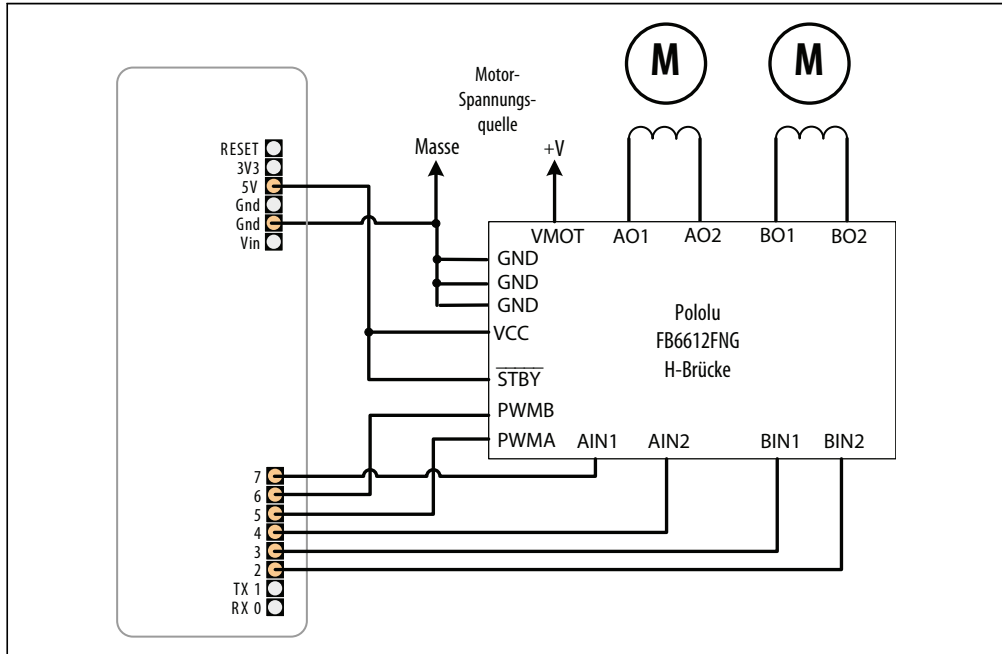 M
M
Motor-
Spannungs-
quelle
Masse
+V
RESET
3V3
5V
Gnd
Gnd
Vin
VMOT
AO1
AO2
BO1
BO2
GND
GND
GND
VCC
STBY
PWMB
PWMA
Pololu
FB6612FNG
H-Brücke
AIN1
AIN2
BIN1
BIN2
7
6
5
4
3
2
TX 1
RX 0